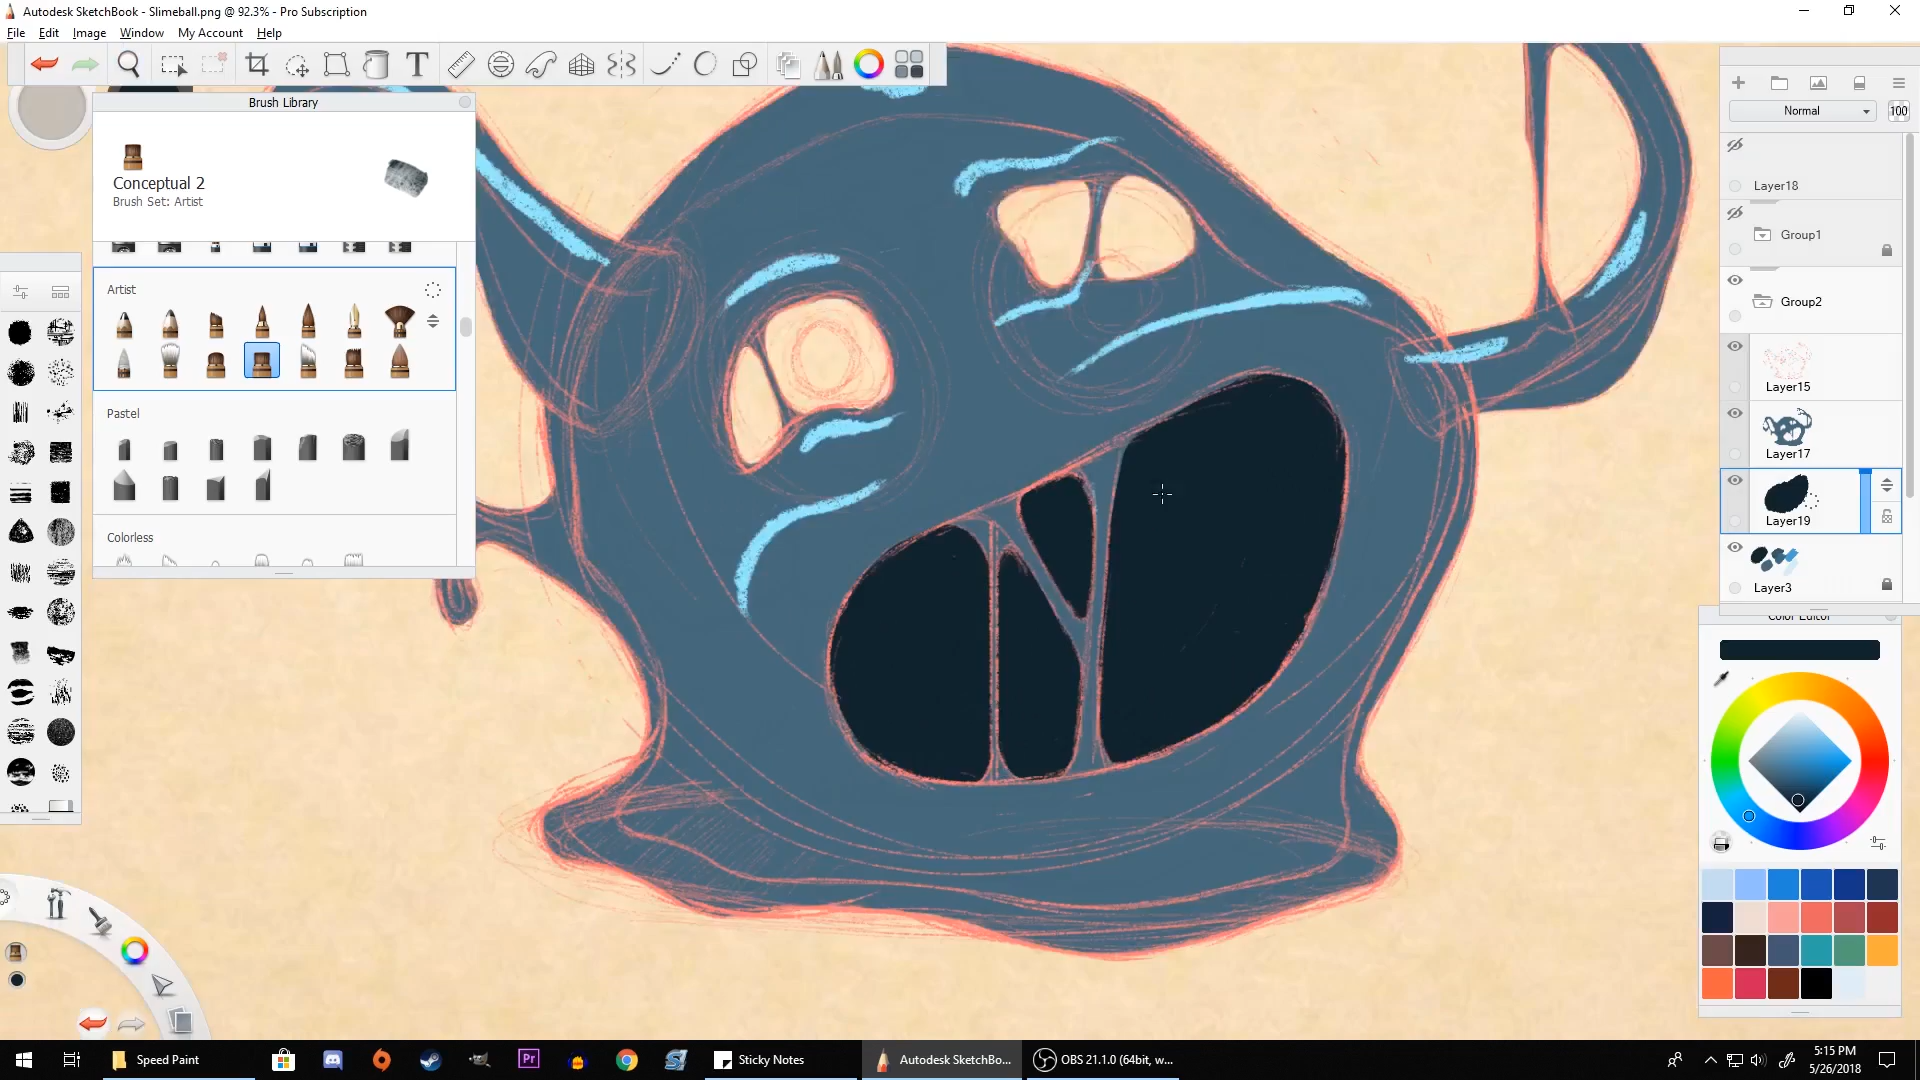 Autodesk SketchBook - Slimeball.png @ 92.3% - Pro Subscription
File Edit Image Window My Account Help
T
Brush Library
Conceptual 2
Brush Set: Artist
Artist
Pastel
Colorless
Normal 100
Layer18
Group1
Group2
Layer15
Layer17
Layer19
Layer3
Color Editor
Speed Paint
Pr
Sticky Notes
Autodesk SketchBo...
OBS 21.1.0 (64bit, w...
5:15 PM
5/26/2018